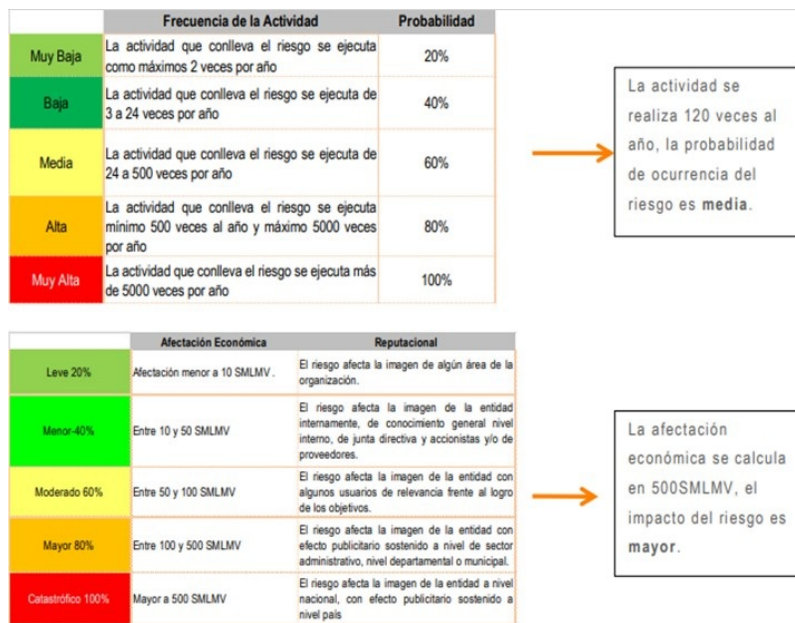 Frecuencia de la Actividad Probabilidad
Muy Baja
La actividad que conlleva el riesgo se ejecuta
como máximos 2 veces por año
20%
Baja
La actividad que conlleva el riesgo se ejecuta de
3 a 24 veces por año
40%
Media
La actividad que conlleva el riesgo se ejecuta de
24 a 500 veces por año
60%
Alta
La actividad que conlleva el riesgo se ejecuta
mínimo 500 veces al año y máximo 5000 veces
por año
80%
Muy Alta
La actividad que conlleva el riesgo se ejecuta más
de 5000 veces por año
100%
La actividad se
realiza 120 veces al
año, la probabilidad
de ocurrencia del
riesgo es media.
Afectación Económica Reputacional
Leve 20%
Afectación menor a 10 SMLMV .
El riesgo afecta la imagen de algún área de la
organización.
Menor-40%
Entre 10 y 50 SMLMV
El riesgo afecta la imagen de la entidad
internamente, de conocimiento general nivel
interno, de junta directiva y accionistas y/o de
proveedores.
Moderado 60%
Entre 50 y 100 SMLMV
El riesgo afecta la imagen de la entidad con
algunos usuarios de relevancia frente al logro
de los objetivos.
Mayor 80%
Entre 100 y 500 SMLMV
El riesgo afecta la imagen de la entidad con
efecto publicitario sostenido a nivel de sector
administrativo, nivel departamental o municipal.
Catastrófico 100%
Mayor a 500 SMLMV
El riesgo afecta la imagen de la entidad a nivel
nacional, con efecto publicitario sostenido a
nivel país
La afectación
económica se calcula
en 500SMLMV, el
impacto del riesgo es
mayor.